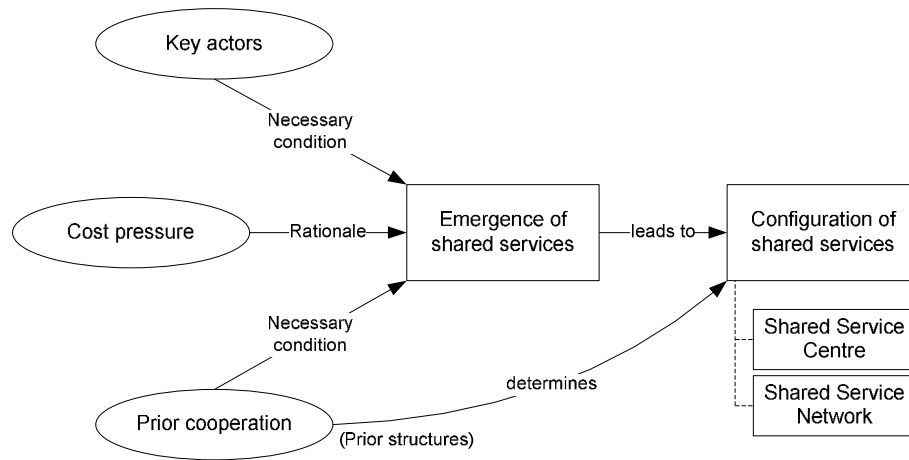 Key actors
Necessary
condition
Cost pressure
Rationale
Emergence of
shared services
leads to
Configuration of
shared services
Necessary
condition
Shared Service
Centre
determines
Shared Service
Network
Prior cooperation
(Prior structures)